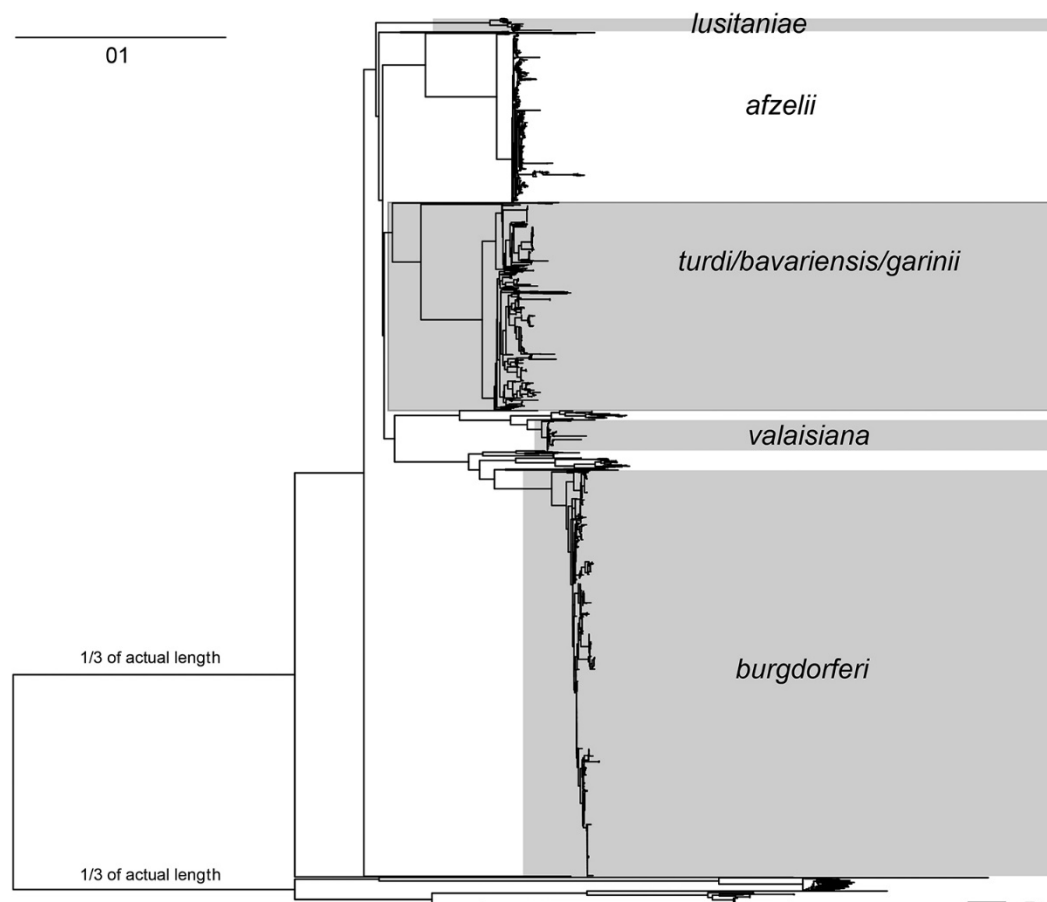 lusitaniae
01
afzelii
turdi/bavariensis/garinii
valaisiana
1/3 of actual length
burgdorferi
1/3 of actual length